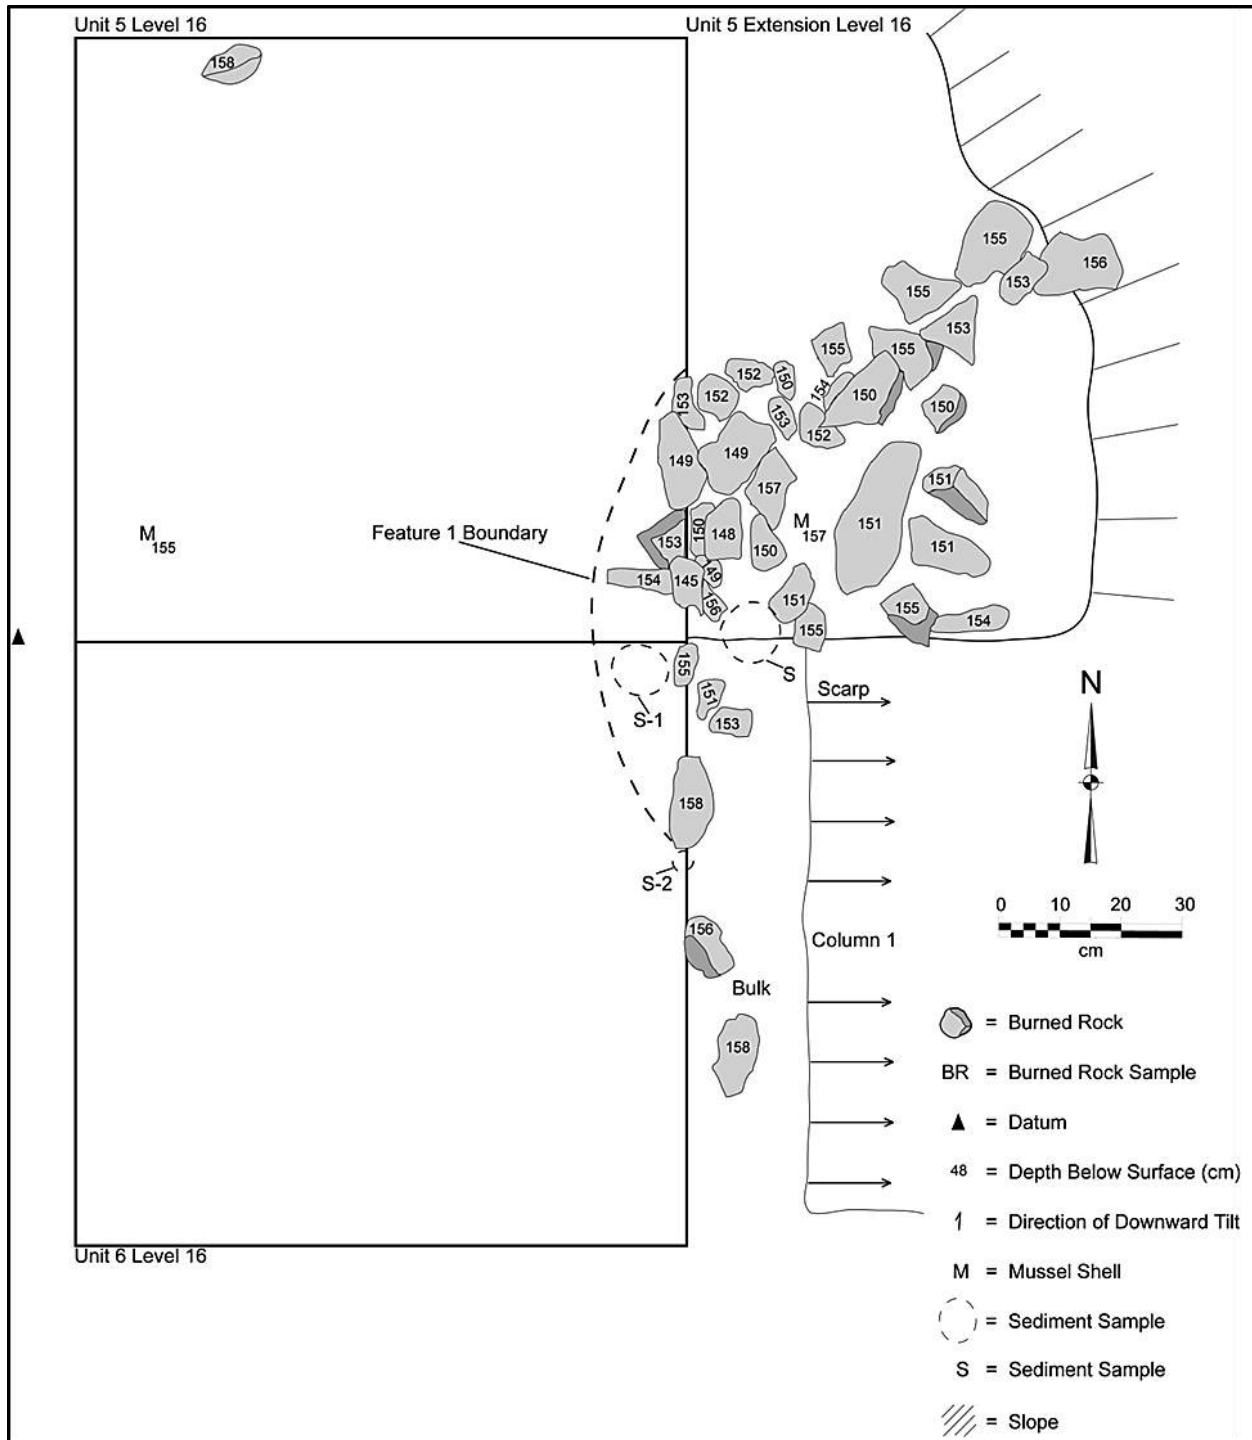 Unit 5 Level 16
Unit 5 Extension Level 16
158
155
156
153
155
153
155
155
152
150
154
150
153
152
150
153
152
149
149
157
151
151
M
155
Feature 1 Boundary
153
150
148
150
M
157
151
154
145
49
156
151
155
154
155
S
155
S-1
151
153
Scarp
N
158
S-2
0 10 20 30
cm
156
Column 1
Bulk
158
= Burned Rock
BR = Burned Rock Sample
= Datum
48 = Depth Below Surface (cm)
= Direction of Downward Tilt
M = Mussel Shell
= Sediment Sample
S = Sediment Sample
= Slope
Unit 6 Level 16